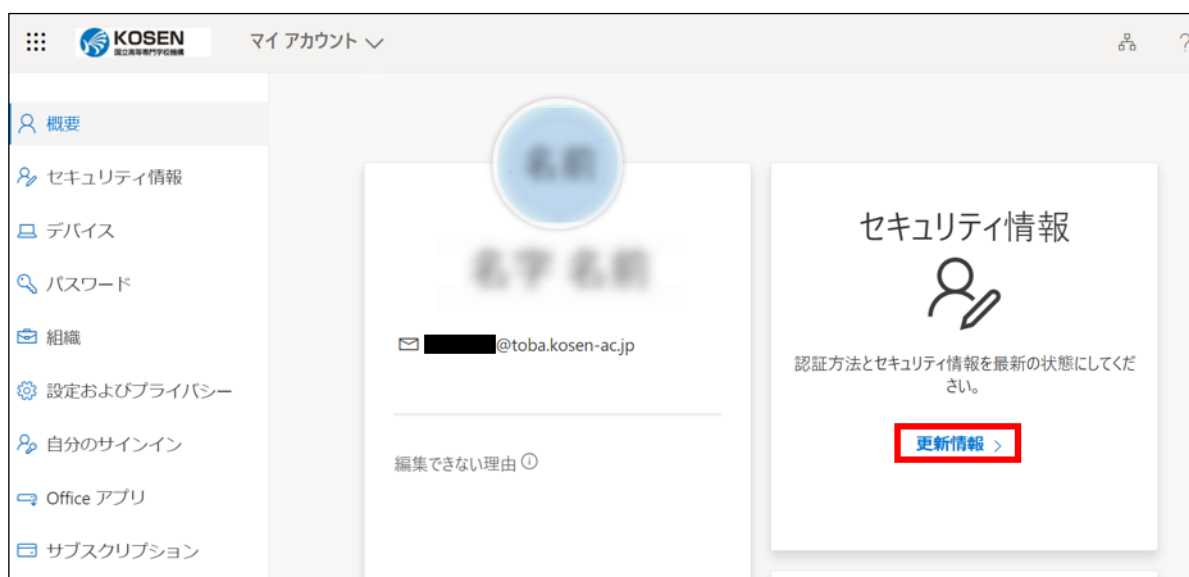 KOSEN
国立高等専門学校機構
マイ アカウント
?
概要
セキュリティ情報
デバイス
パスワード
組織
設定およびプライバシー
自分のサインイン
Office アプリ
サブスクリプション
名前
名字 名前
@toba.kosen-ac.jp
編集できない理由
セキュリティ情報
認証方法とセキュリティ情報を最新の状態にしてくだ
さい。
更新情報 >